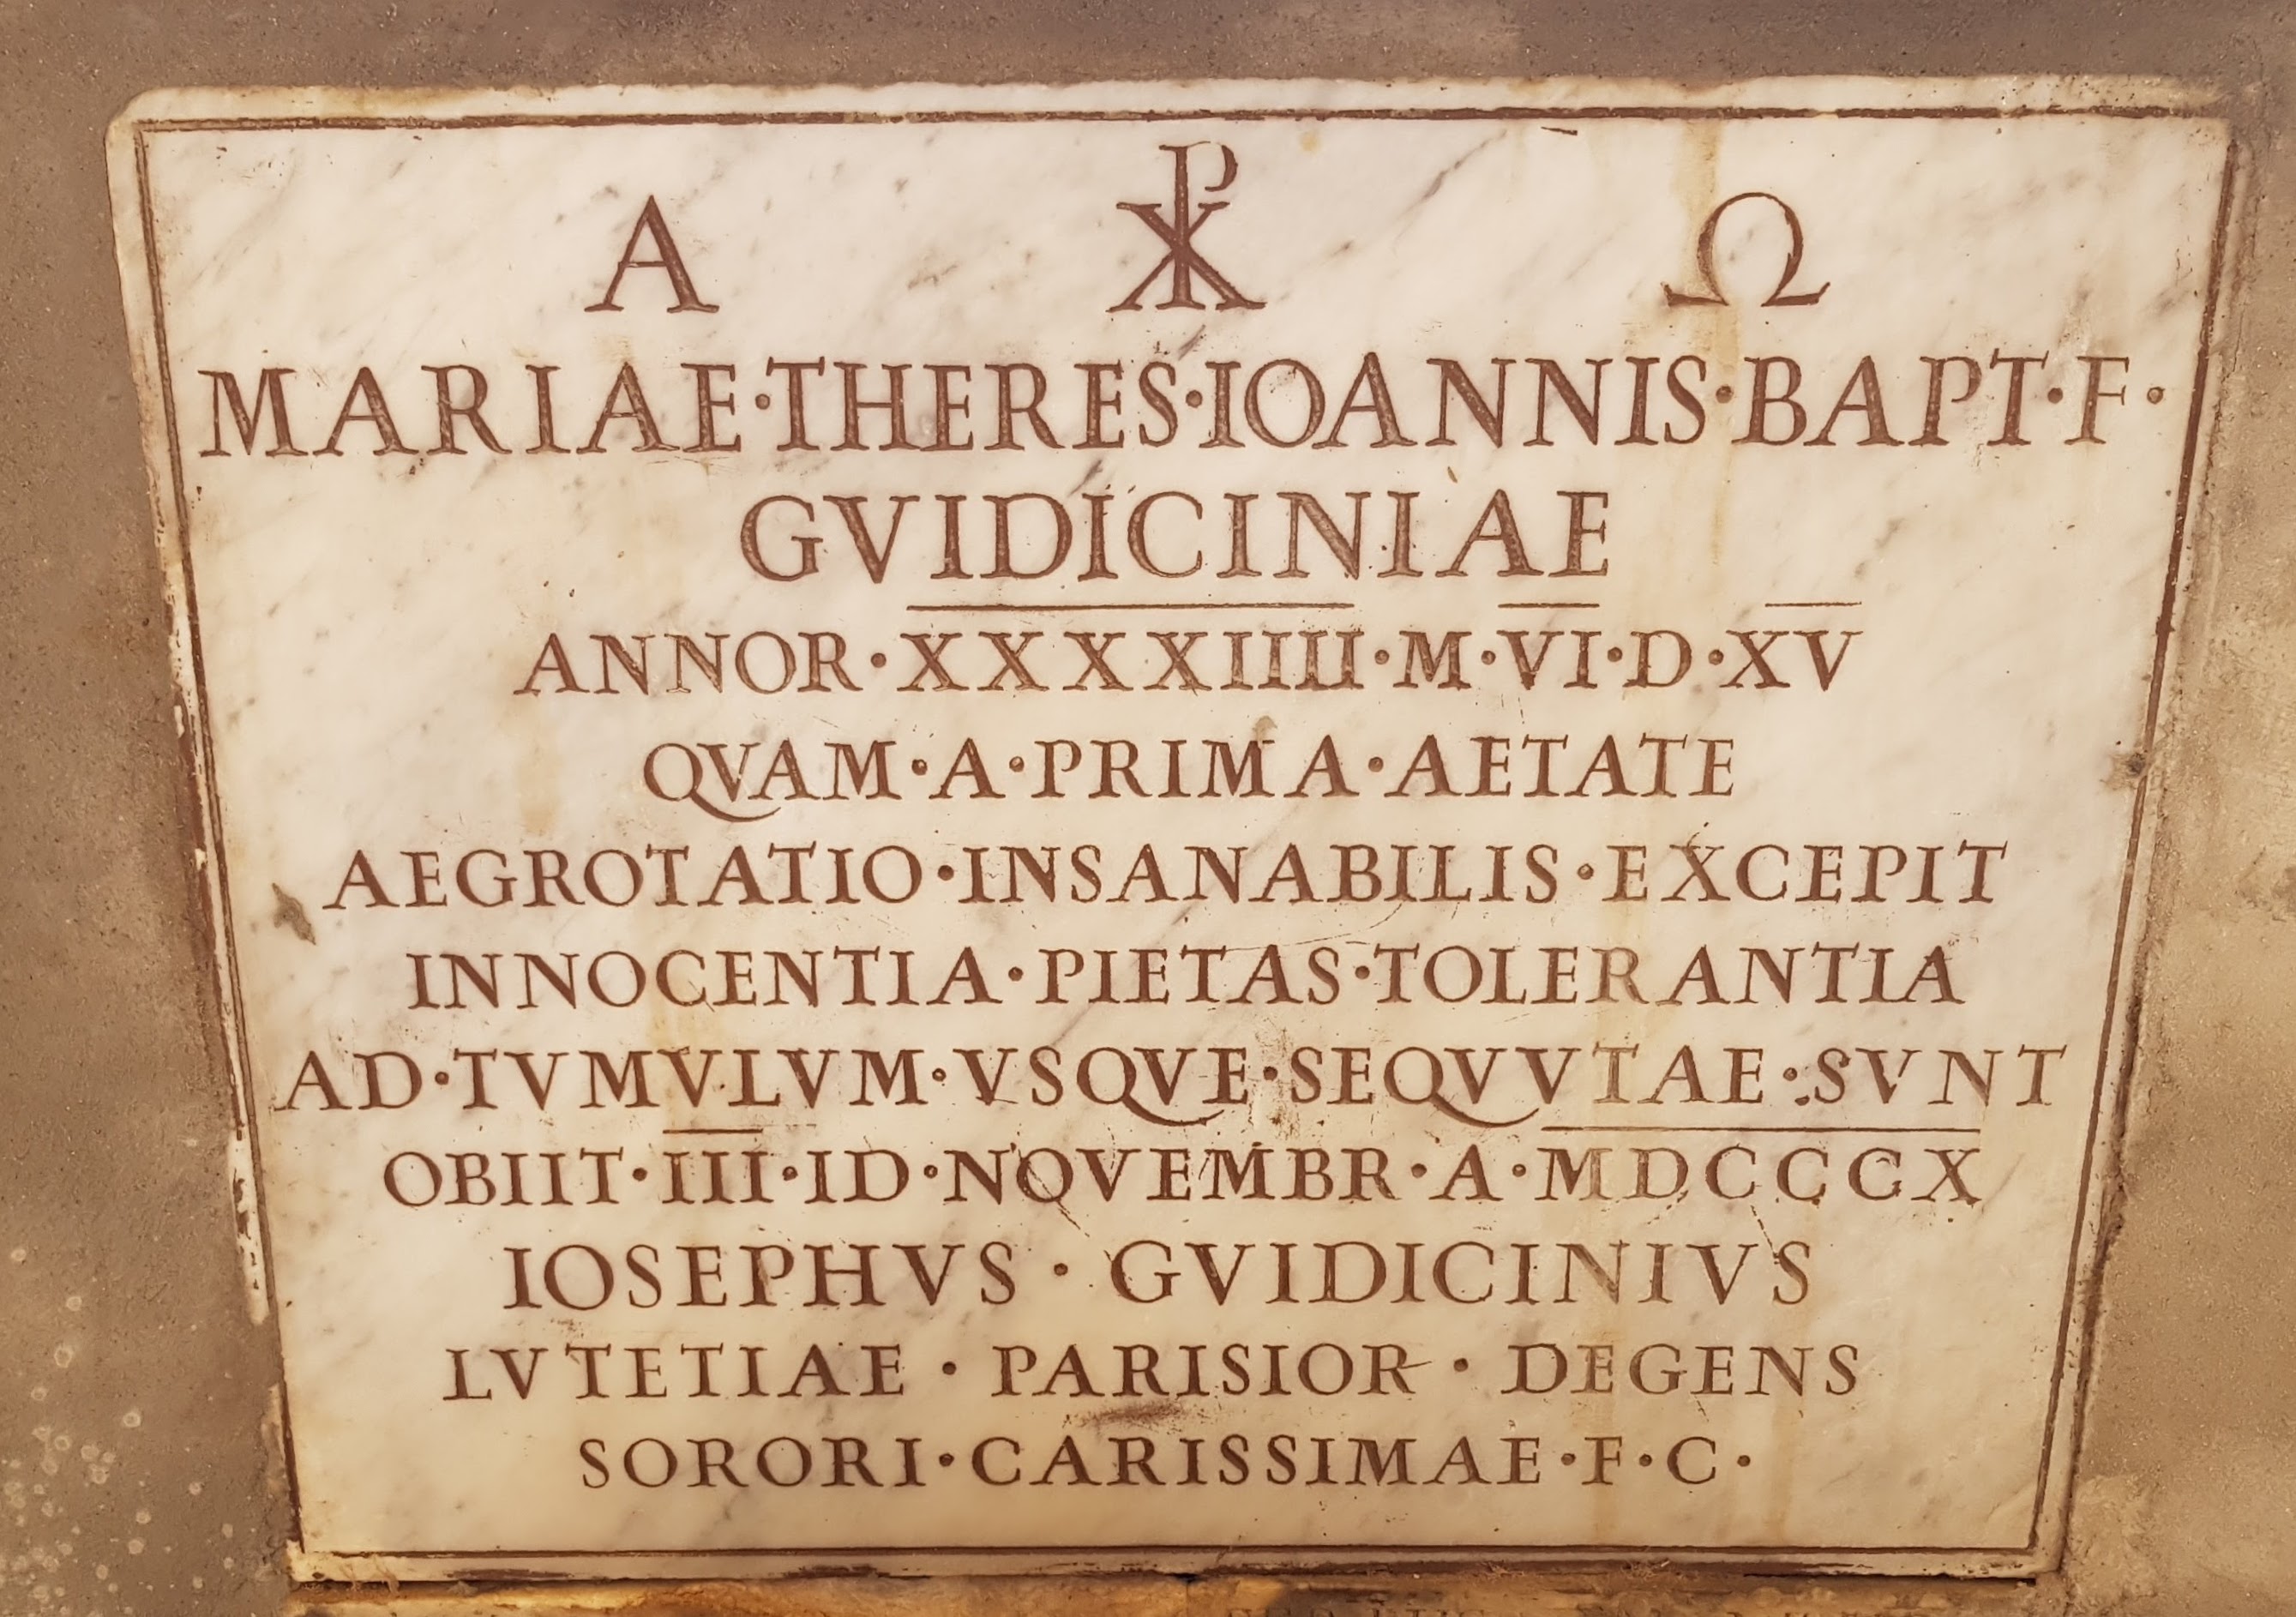 Α ☧ Ω
MARIAE·THERES·IOANNIS·BAPT·F·
GVIDICINIAE
ANNOR·XXXXIIII·M·VI·D·XV
QVAM·A·PRIMA·AETATE
AEGROTATIO·INSANABILIS·EXCEPIT
INNOCENTIA·PIETAS·TOLERANTIA
AD·TVMVLVM·VSQVE·SEQVVTAE·SVNT
OBIIT·III·ID·NOVEMBR·A·MDCCCX
IOSEPHVS · GVIDICINIVS
LVTETIAE · PARISIOR · DEGENS
SORORI·CARISSIMAE·F·C·